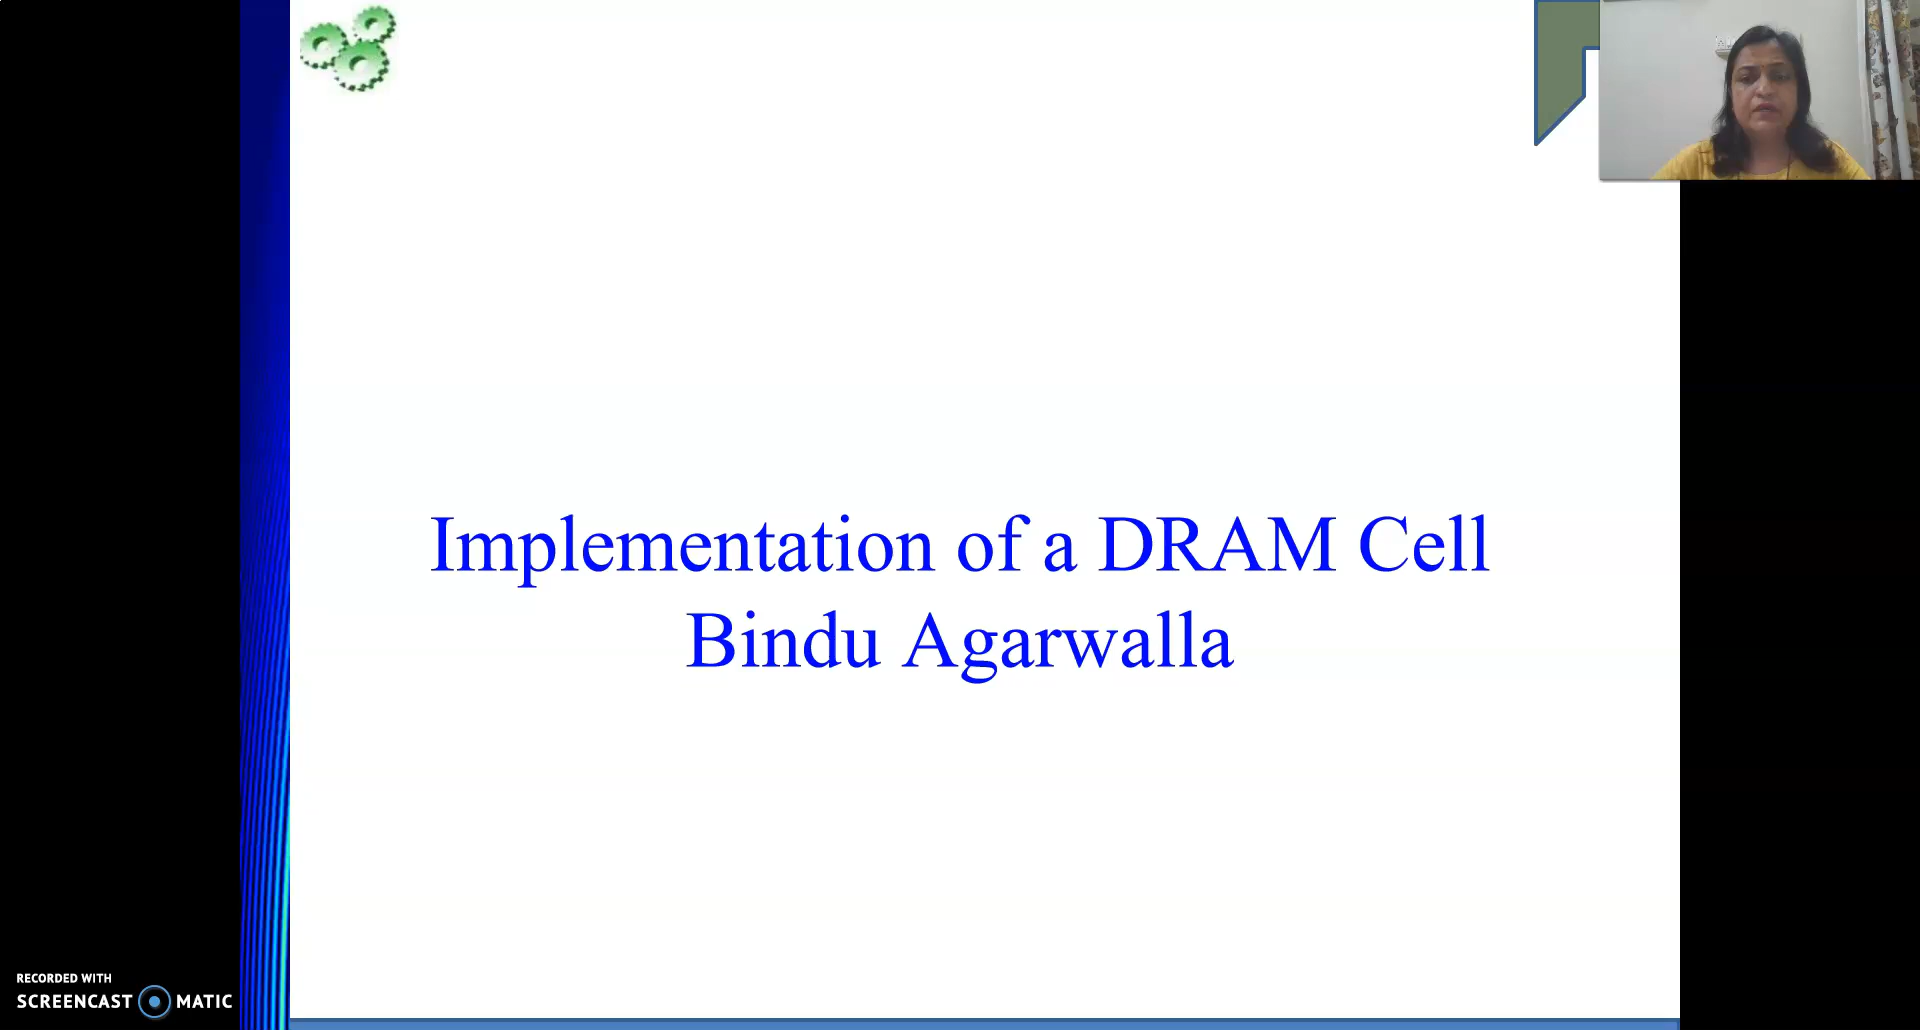 Implementation of a DRAM Cell
Bindu Agarwalla
RECORDED WITH
SCREENCAST MATIC